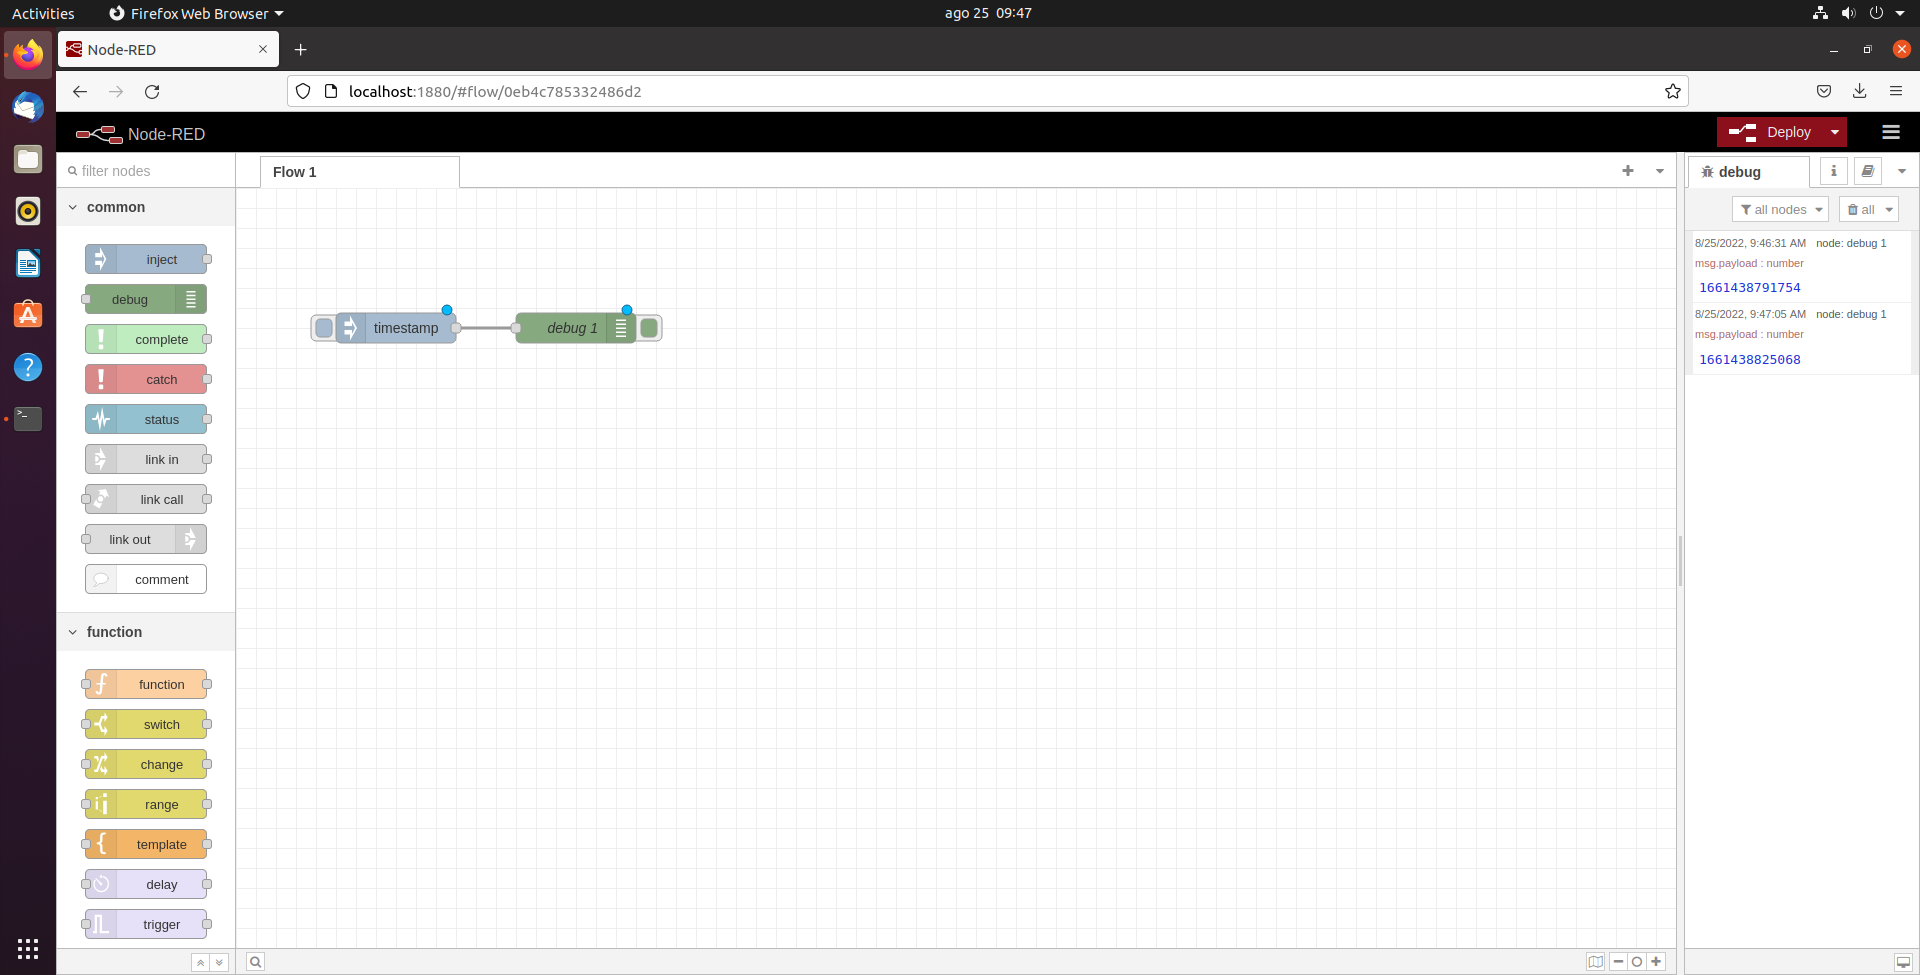 Activities
Firefox Web Browser
ago 25 09:47
Node-RED
localhost:1880/#flow/0eb4c785332486d2
Node-RED
Deploy
filter nodes
Flow 1
debug
common
all nodes
all
inject
debug
complete
catch
status
link in
link call
link out
comment
function
function
switch
change
range
template
delay
trigger
timestamp
debug 1
8/25/2022, 9:46:31 AM node: debug 1
msg.payload : number
1661438791754
8/25/2022, 9:47:05 AM node: debug 1
msg.payload : number
1661438825068